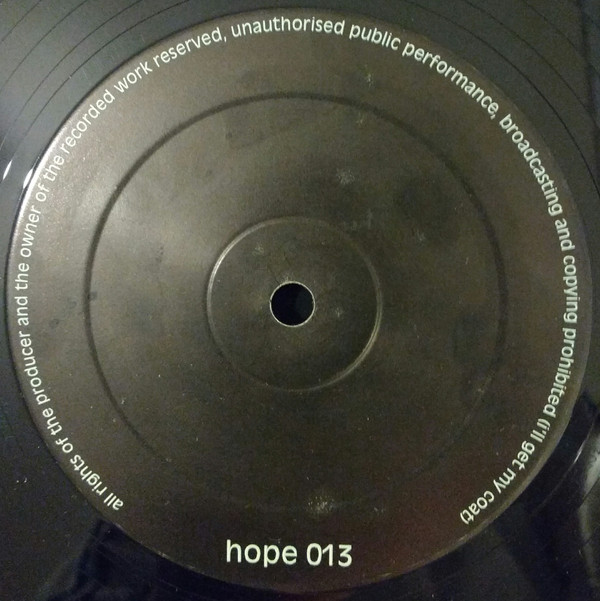 all rights of the producer and the owner of the recorded work reserved, unauthorised public performance, broadcasting and copying prohibited (i'll get my coat)
hope 013